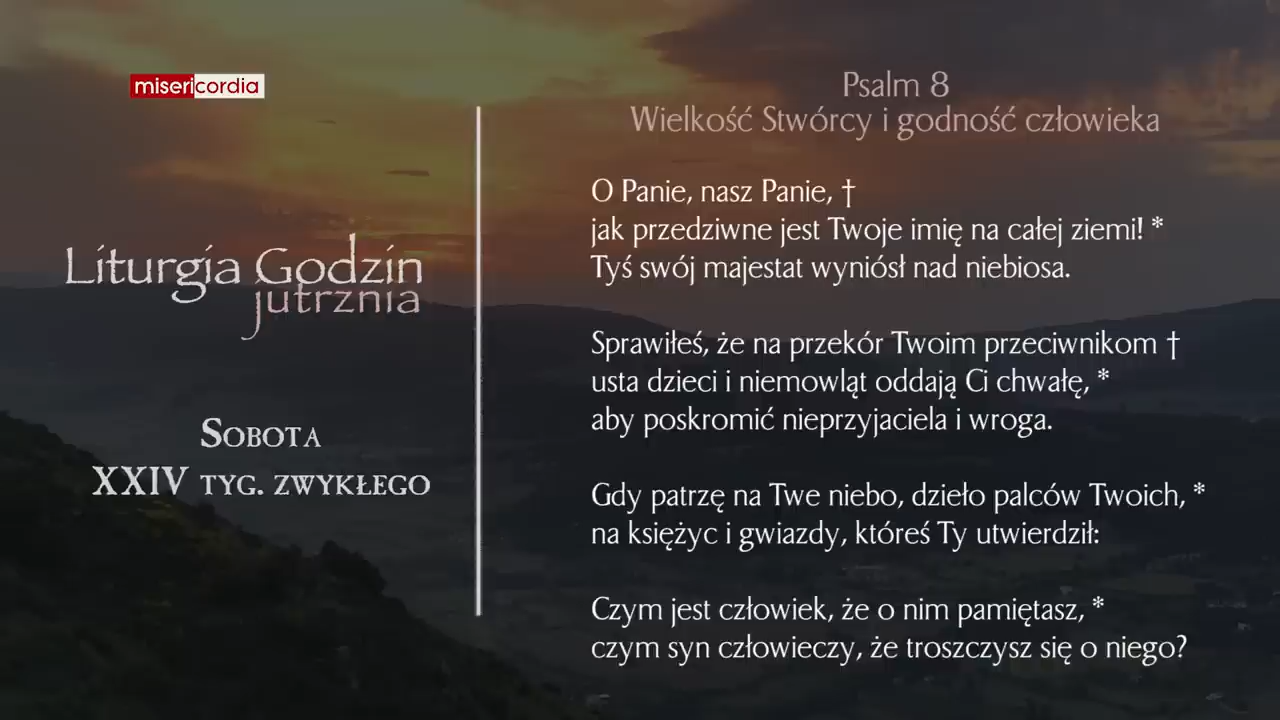 misericordia
Liturgia Godzin
jutrznia
Sobota
XXIV tyg. zwykłego
Psalm 8
Wielkość Stwórcy i godność człowieka
O Panie, nasz Panie, †
jak przedziwne jest Twoje imię na całej ziemi! *
Tyś swój majestat wyniósł nad niebiosa.
Sprawiłeś, że na przekór Twoim przeciwnikom †
usta dzieci i niemowląt oddają Ci chwałę, *
aby poskromić nieprzyjaciela i wroga.
Gdy patrzę na Twe niebo, dzieło palców Twoich, *
na księżyc i gwiazdy, któreś Ty utwierdził:
Czym jest człowiek, że o nim pamiętasz, *
czym syn człowieczy, że troszczysz się o niego?